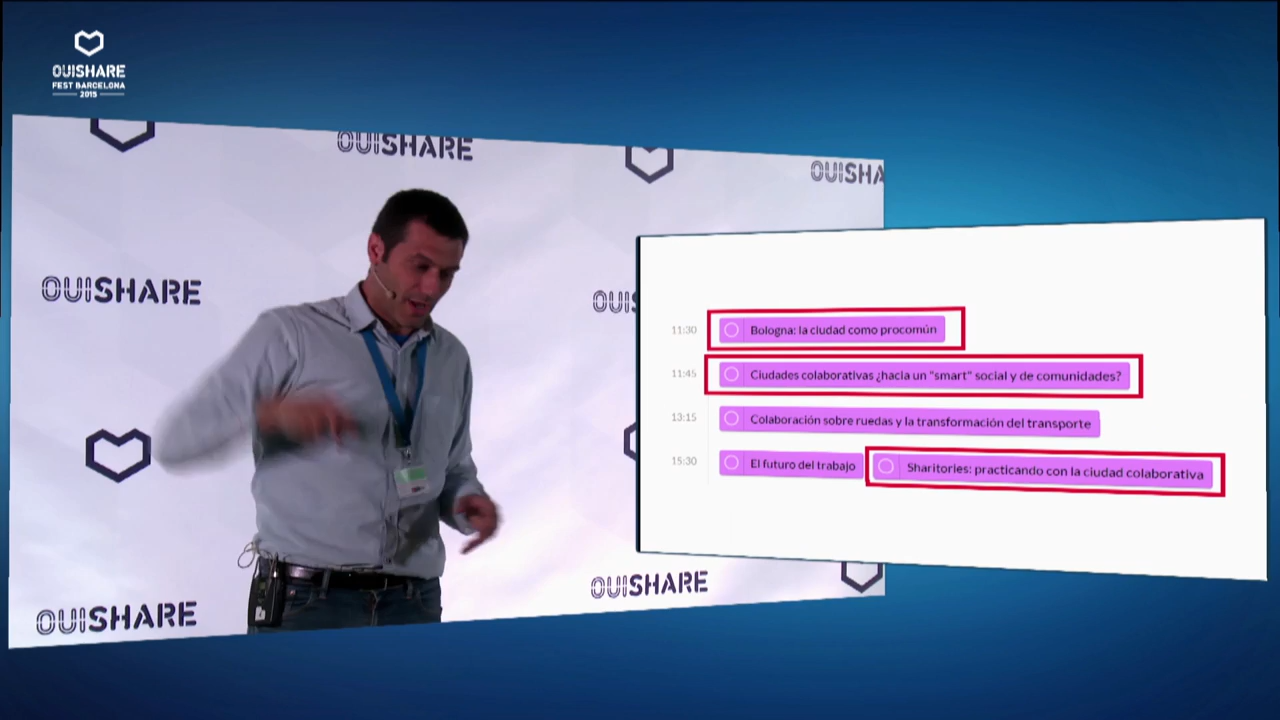 OUISHARE
FEST BARCELONA
2015
OUISHARE
OUISHA
OUISHARE
OUIS
11:30 Bologna: la ciudad como procomún
11:45 Ciudades colaborativas ¿hacia un "smart" social y de comunidades?
13:15 Colaboración sobre ruedas y la transformación del transporte
15:30 El futuro del trabajo Sharitories: practicando con la ciudad colaborativa
OUISHARE
OUISHARE